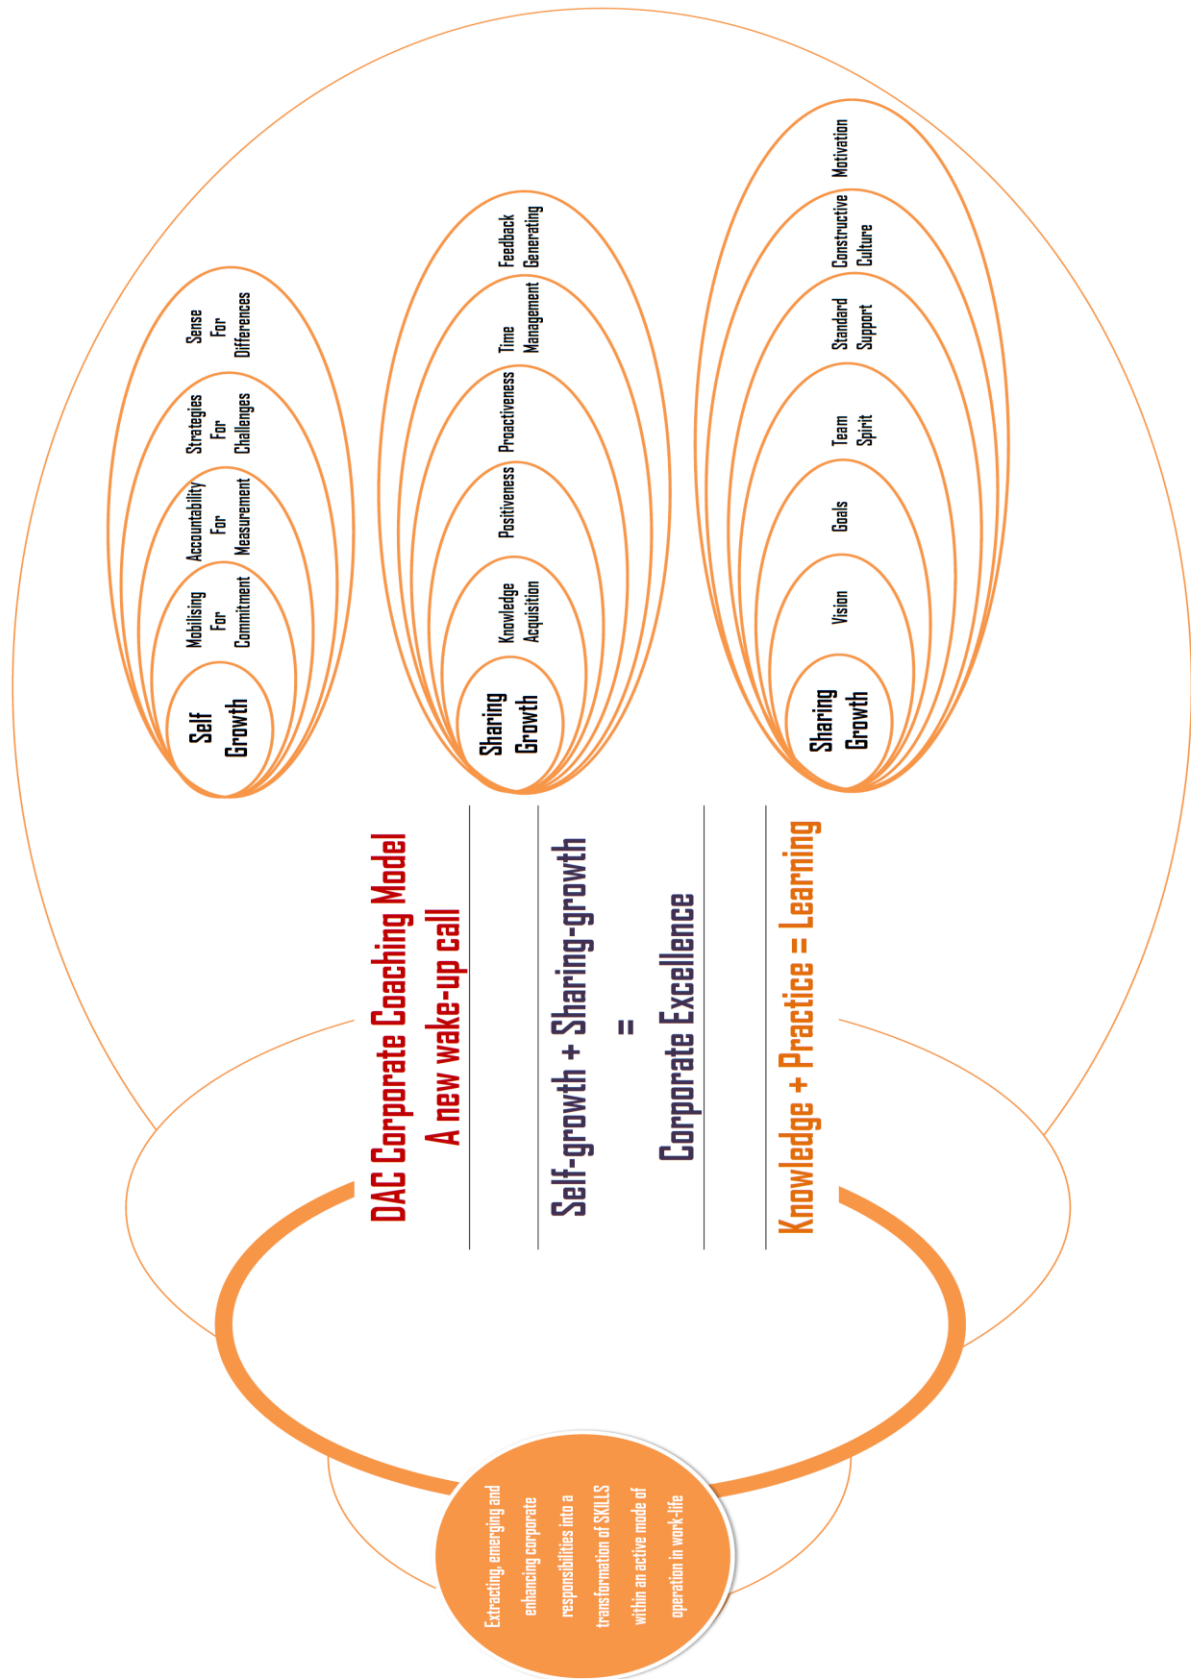 DAC Corporate Coaching Model
A new wake-up call
Self-growth + Sharing-growth
=
Corporate Excellence
Knowledge + Practice = Learning
Extracting, emerging and
enhancing corporate
responsibilities into a
transformation of SKILLS
within an active mode of
operation in work-life
Self
Growth
Mobilising
For
Commitment
Accountability
For
Measurement
Strategies
For
Challenges
Sense
For
Differences
Sharing
Growth
Knowledge
Acquisition
Positiveness
Proactiveness
Time
Management
Feedback
Generating
Sharing
Growth
Vision
Goals
Team
Spirit
Standard
Support
Constructive
Culture
Motivation